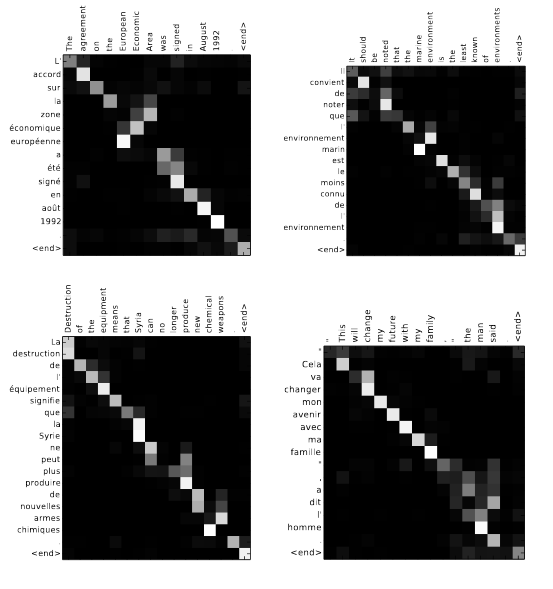 The agreement on the European Economic Area was signed in August 1992 . <end>
L'
accord
sur
la
zone
économique
européenne
a
été
signé
en
août
1992
.
<end>
It should be noted that the marine environment is the least known of environments . <end>
Il
convient
de
noter
que
l'
environnement
marin
est
le
moins
connu
de
l'
environnement
.
<end>
Destruction of the equipment means that Syria can no longer produce new chemical weapons . <end>
La
destruction
de
l'
équipement
signifie
que
la
Syrie
ne
peut
plus
produire
de
nouvelles
armes
chimiques
.
<end>
" This will change my future with my family , " the man said . <end>
"
Cela
va
changer
mon
avenir
avec
ma
famille
"
,
a
dit
l'
homme
.
<end>